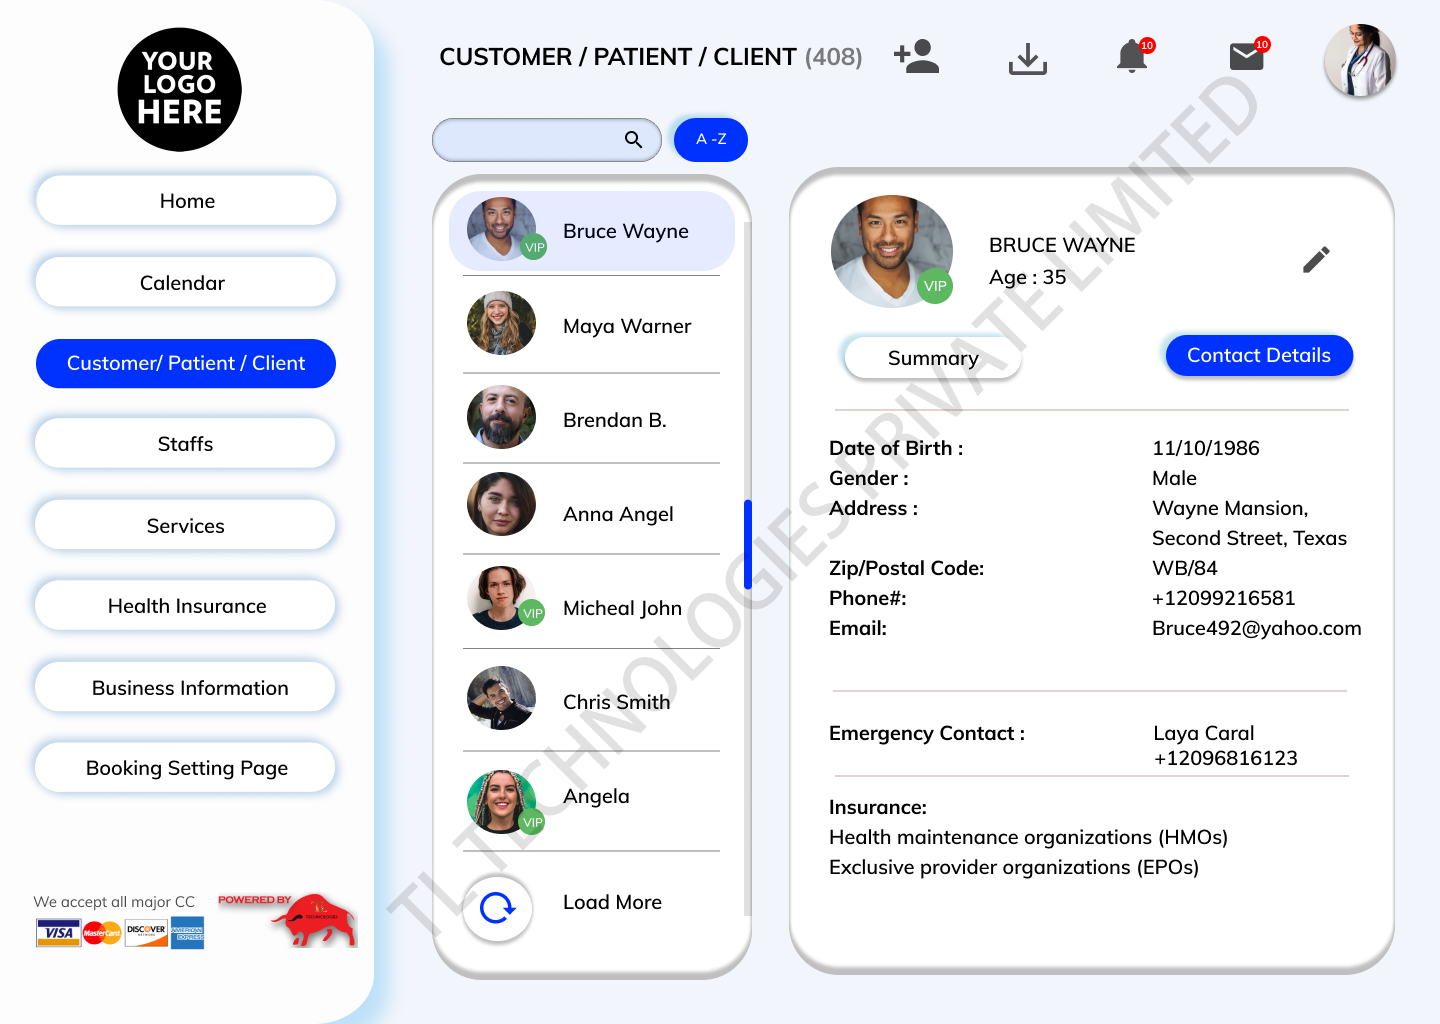 YOUR
LOGO
HERE
Home
Calendar
Customer/ Patient / Client
Staffs
Services
Health Insurance
Business Information
Booking Setting Page
We accept all major CC
VISA
MasterCard
DISCOVER
NETWORK
AMERICAN
EXPRESS
POWERED BY
TL
TECHNOLOGIES
CUSTOMER / PATIENT / CLIENT (408)
10
10
A -Z
Bruce Wayne
VIP
Maya Warner
Brendan B.
Anna Angel
Micheal John
VIP
Chris Smith
Angela
VIP
Load More
VIP
BRUCE WAYNE
Age : 35
Summary
Contact Details
Date of Birth : 11/10/1986
Gender : Male
Address : Wayne Mansion,
Second Street, Texas
Zip/Postal Code: WB/84
Phone#: +12099216581
Email: Bruce492@yahoo.com
Emergency Contact : Laya Caral
+12096816123
Insurance:
Health maintenance organizations (HMOs)
Exclusive provider organizations (EPOs)
TL TECHNOLOGIES PRIVATE LIMITED